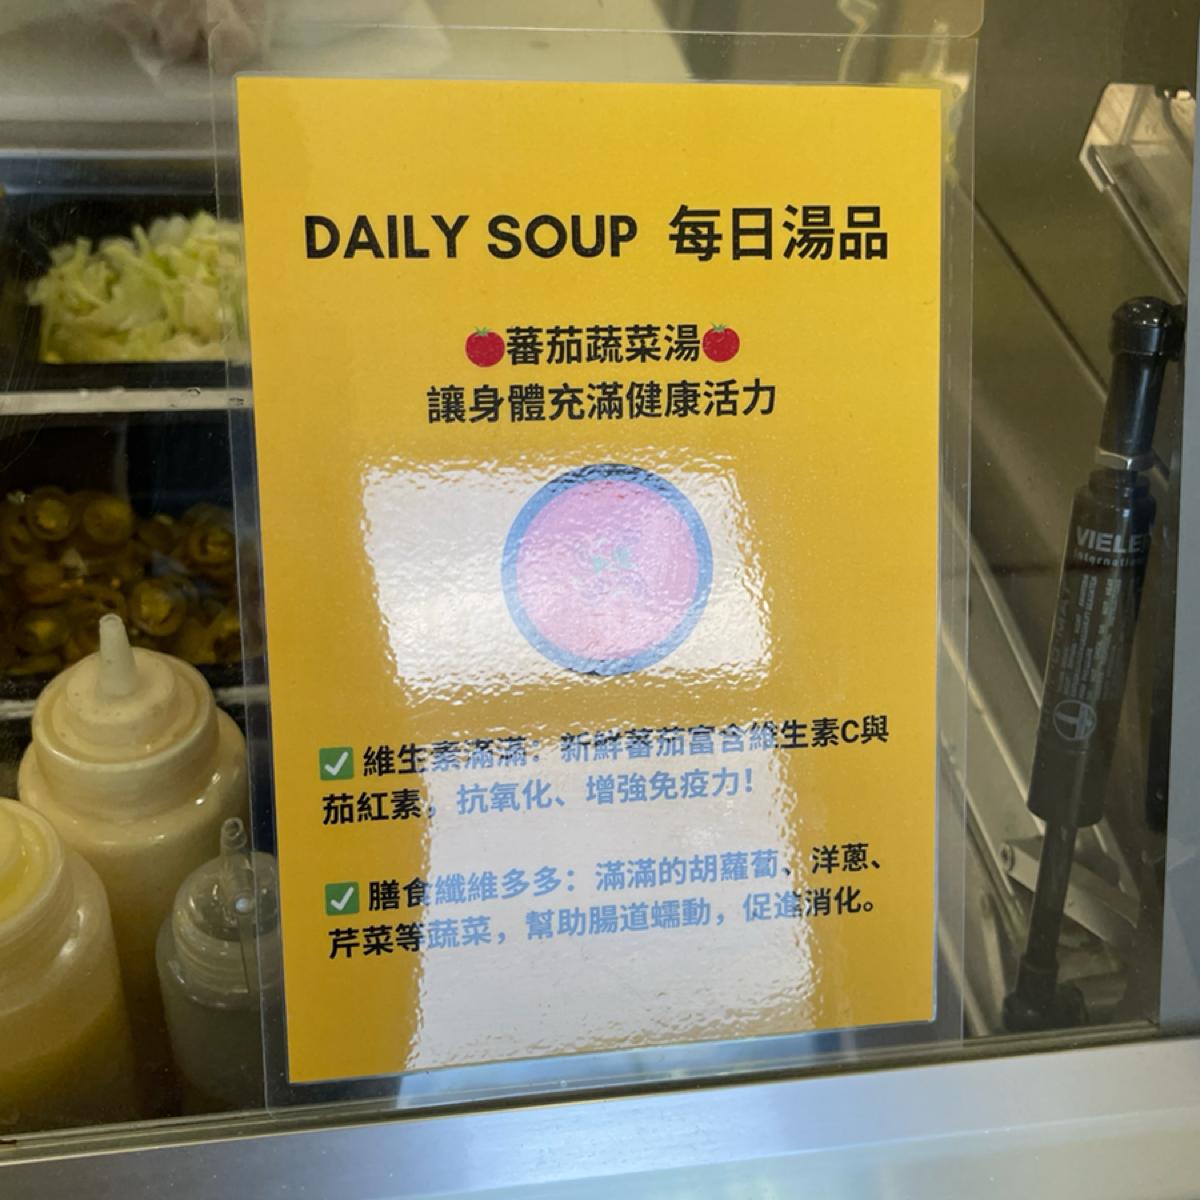 DAILY SOUP 每日湯品
🍅蕃茄蔬菜湯🍅
讓身體充滿健康活力
✅ 維生素滿滿：新鮮蕃茄富含維生素C與
茄紅素，抗氧化、增強免疫力！
✅ 膳食纖維多多：滿滿的胡蘿蔔、洋蔥、
芹菜等蔬菜，幫助腸道蠕動，促進消化。